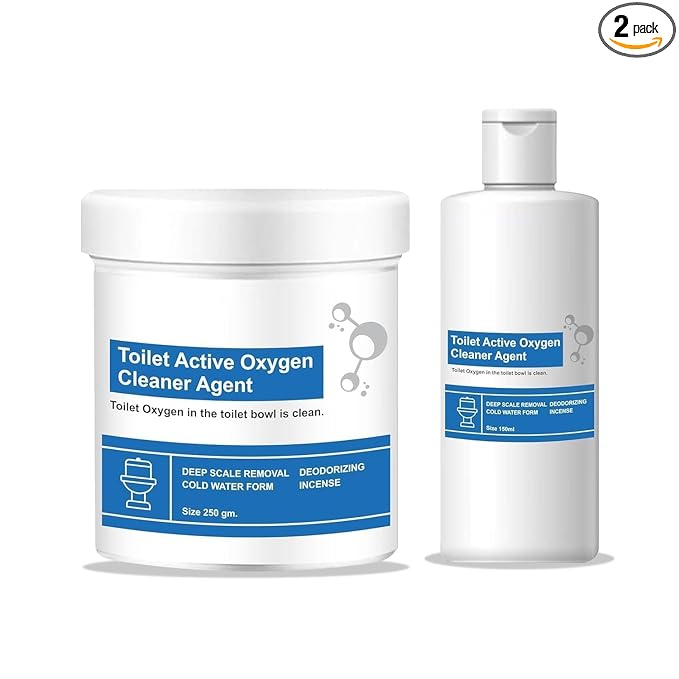 2 pack
Toilet Active Oxygen
Cleaner Agent
Toilet Oxygen in the toilet bowl is clean.
DEEP SCALE REMOVAL DEODORIZING
COLD WATER FORM INCENSE
Size 250 gm.
Toilet Active Oxygen
Cleaner Agent
Toilet Oxygen in the toilet bowl is clean.
DEEP SCALE REMOVAL DEODORIZING
COLD WATER FORM INCENSE
Size 150ml